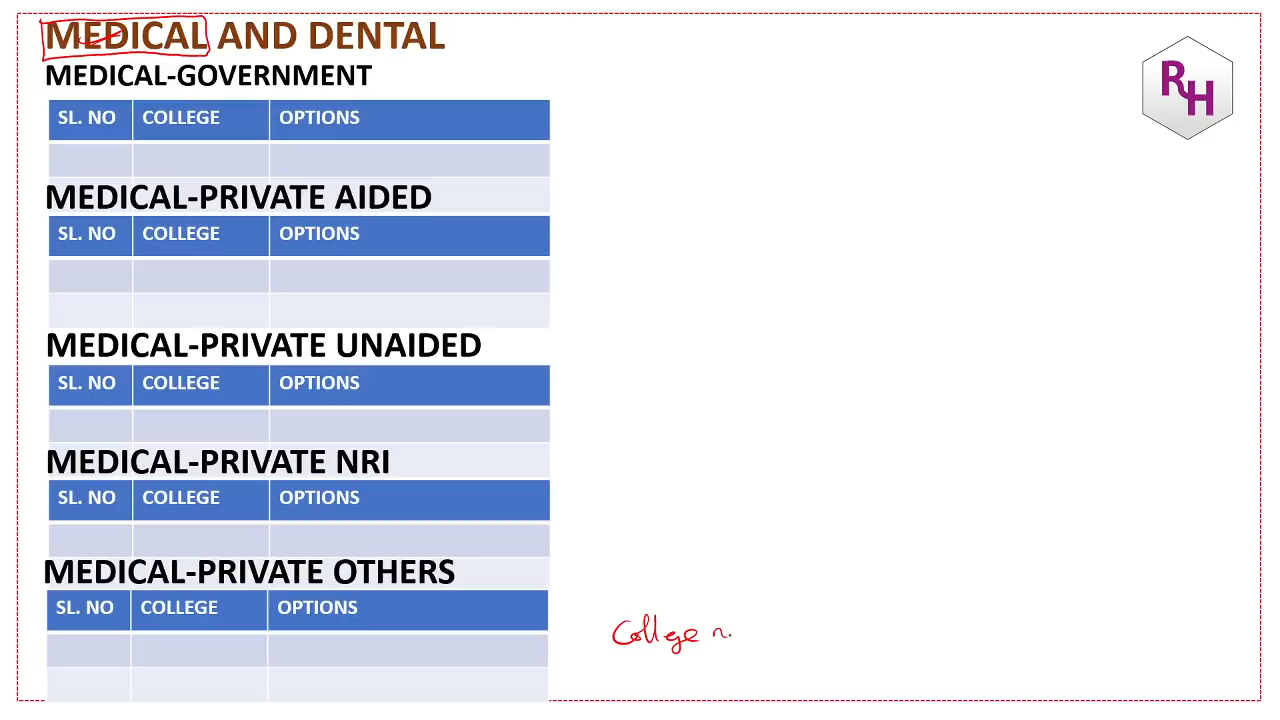 MEDICAL AND DENTAL
MEDICAL-GOVERNMENT
SL. NO COLLEGE OPTIONS
MEDICAL-PRIVATE AIDED
SL. NO COLLEGE OPTIONS
MEDICAL-PRIVATE UNAIDED
SL. NO COLLEGE OPTIONS
MEDICAL-PRIVATE NRI
SL. NO COLLEGE OPTIONS
MEDICAL-PRIVATE OTHERS
SL. NO COLLEGE OPTIONS
College
RH